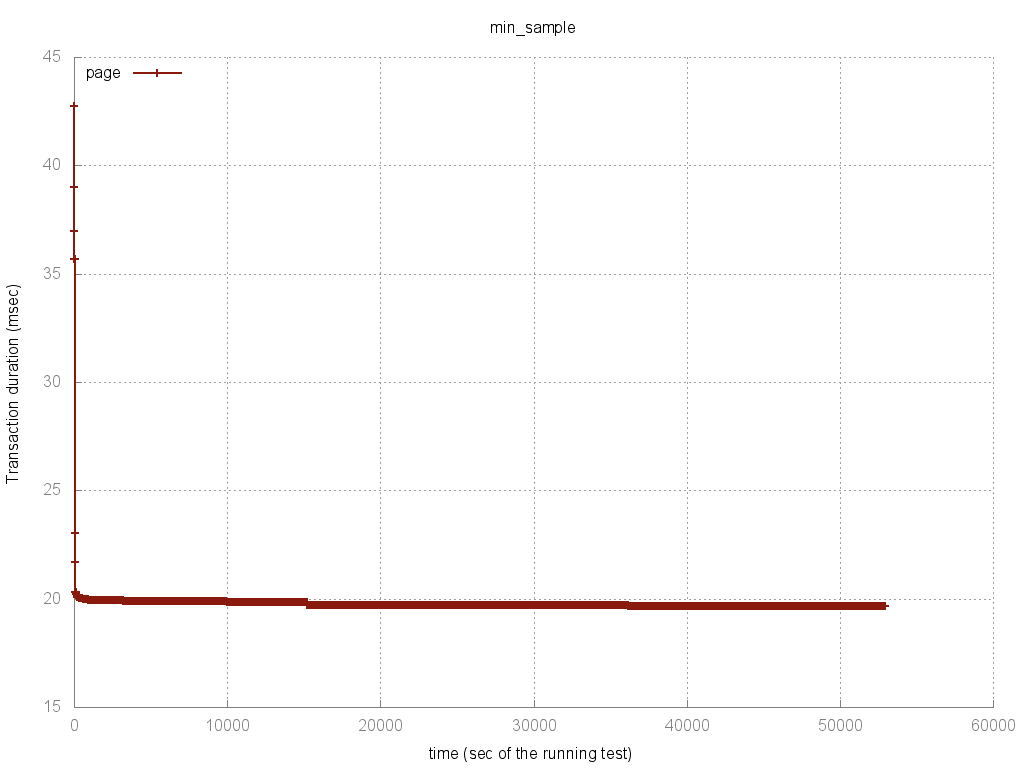 min_sample
page
45
40
35
30
25
20
15
Transaction duration (msec)
0 10000 20000 30000 40000 50000 60000
time (sec of the running test)